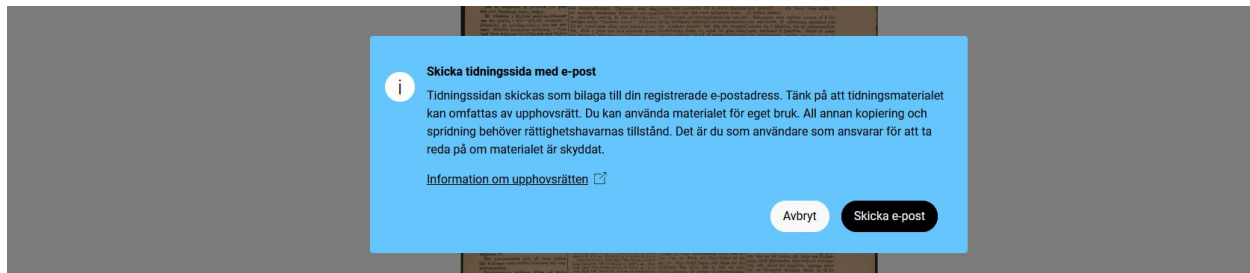 Skicka tidningssida med e-post
i
Tidningssidan skickas som bilaga till din registrerade e-postadress. Tänk på att tidningsmaterialet
kan omfattas av upphovsrätt. Du kan använda materialet för eget bruk. All annan kopiering och
spridning behöver rättighetshavarnas tillstånd. Det är du som användare som ansvarar för att ta
reda på om materialet är skyddat.
Information om upphovsrätten
Avbryt Skicka e-post